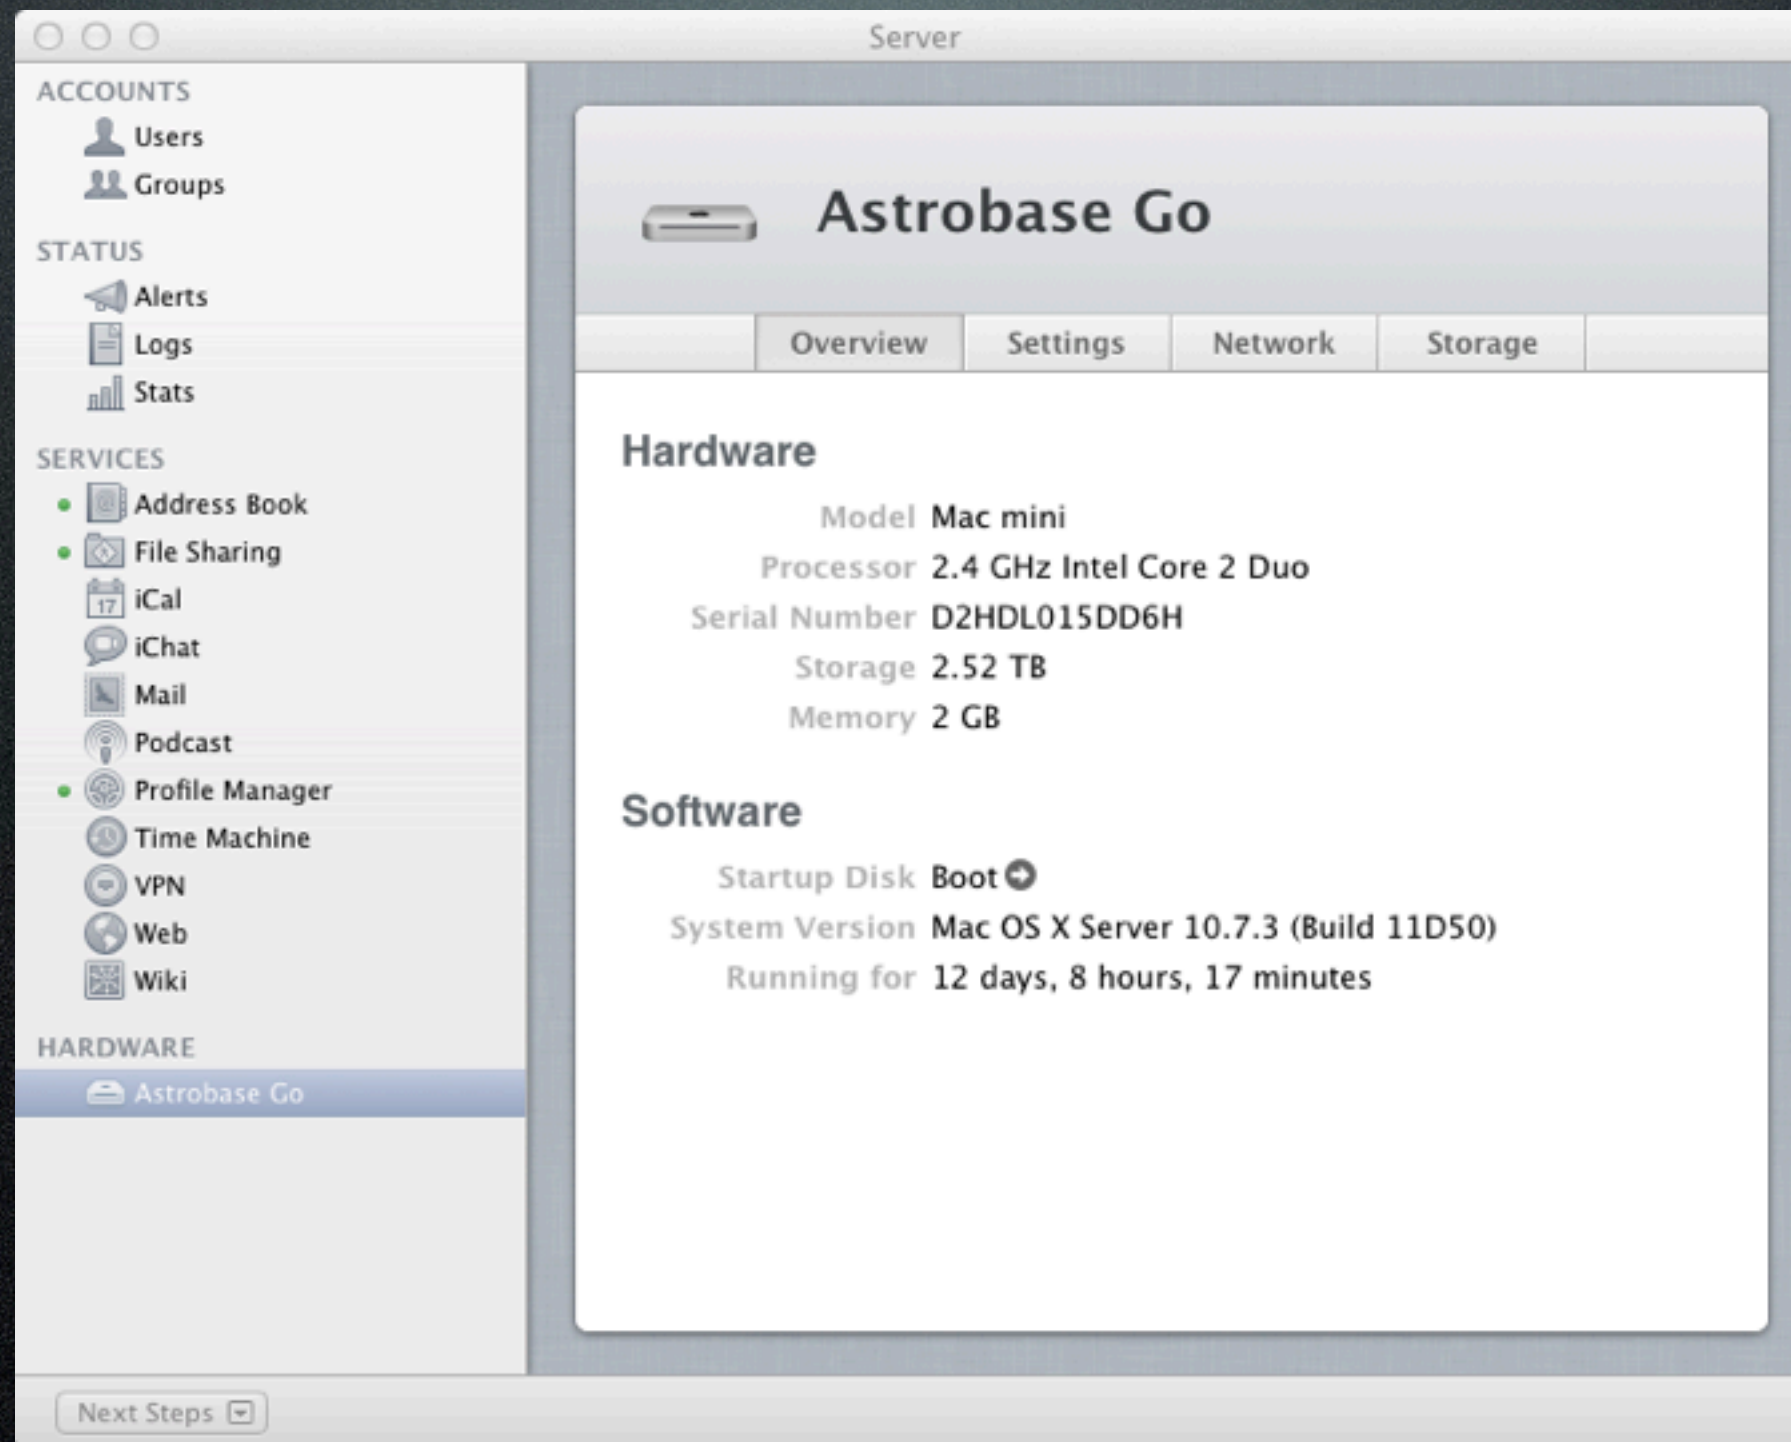 Server
ACCOUNTS
Users
Groups
STATUS
Alerts
Logs
Stats
SERVICES
Address Book
File Sharing
17 iCal
iChat
Mail
Podcast
Profile Manager
Time Machine
VPN
Web
Wiki
HARDWARE
Astrobase Go
Next Steps
Astrobase Go
Overview Settings Network Storage
Hardware
Model Mac mini
Processor 2.4 GHz Intel Core 2 Duo
Serial Number D2HDL015DD6H
Storage 2.52 TB
Memory 2 GB
Software
Startup Disk Boot
System Version Mac OS X Server 10.7.3 (Build 11D50)
Running for 12 days, 8 hours, 17 minutes